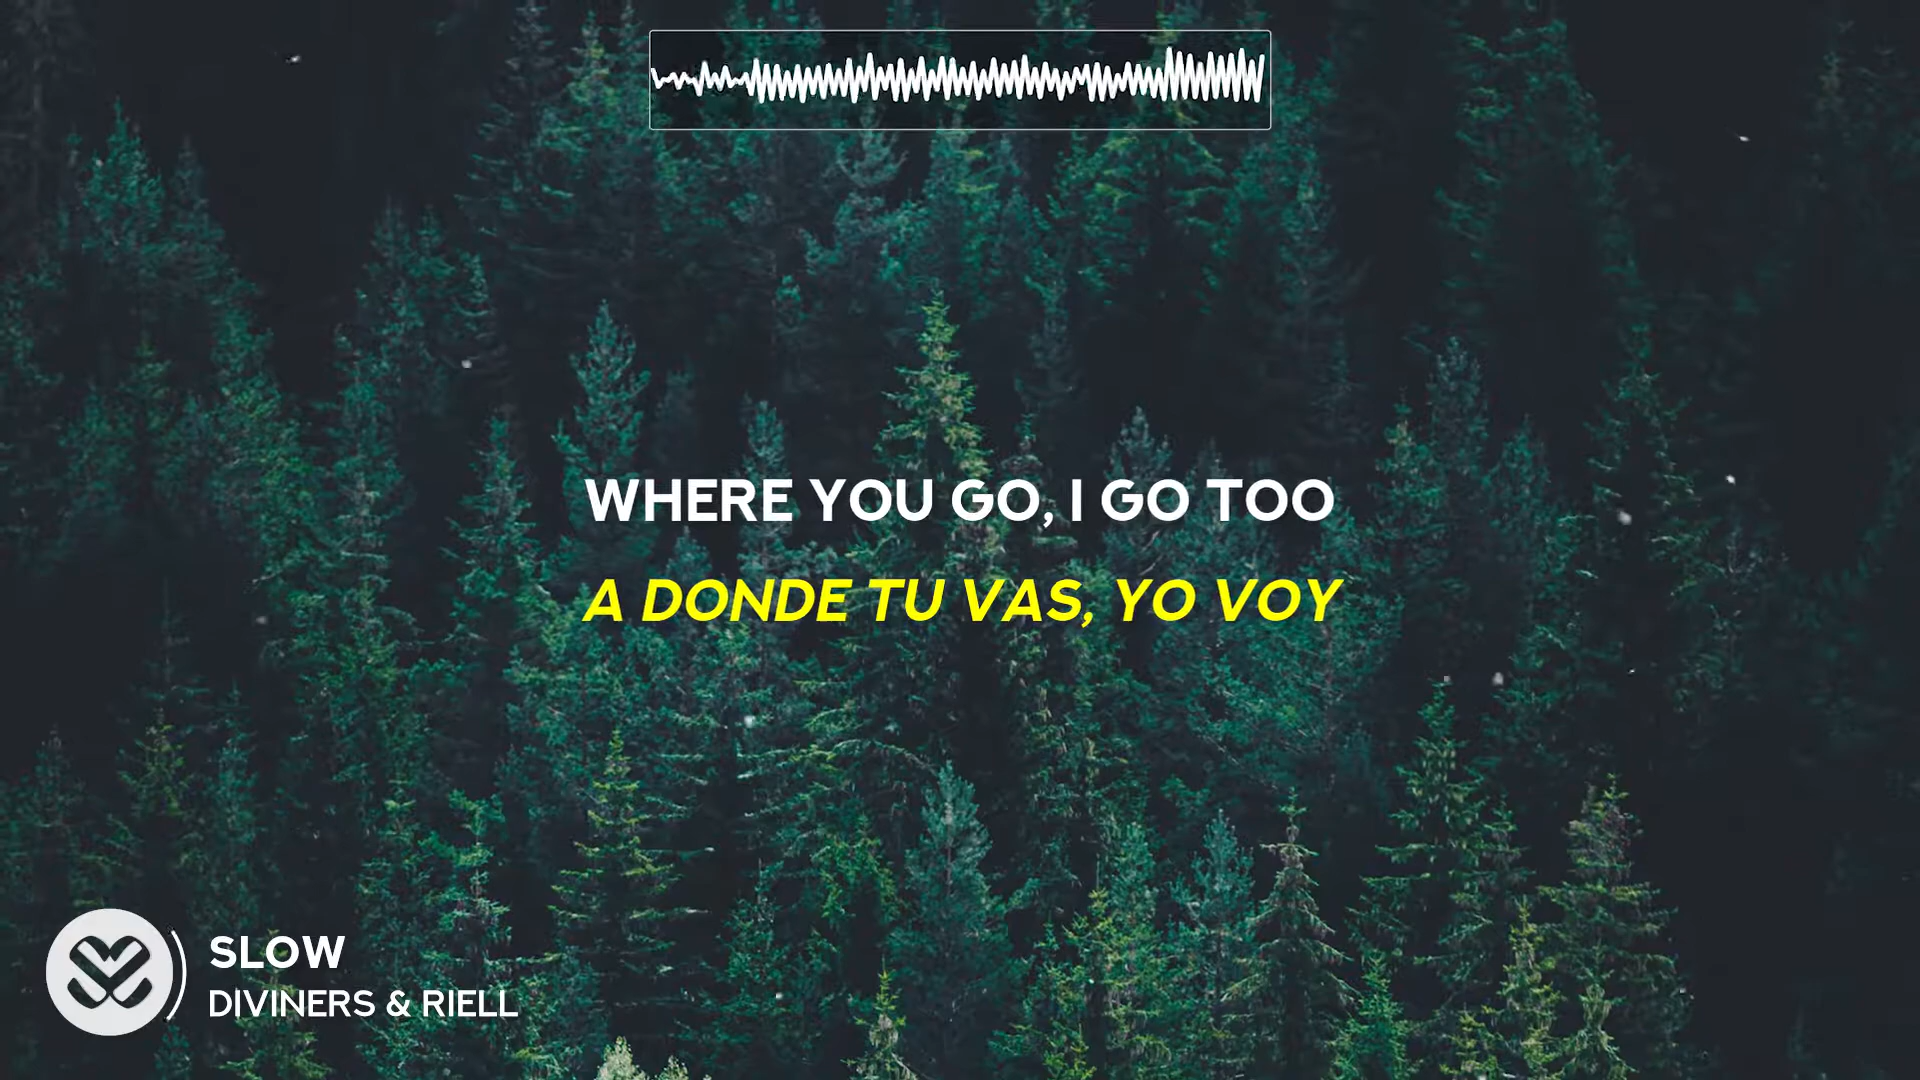 WHERE YOU GO, I GO TOO
A DONDE TU VAS, YO VOY
SLOW
DIVINERS & RIELL